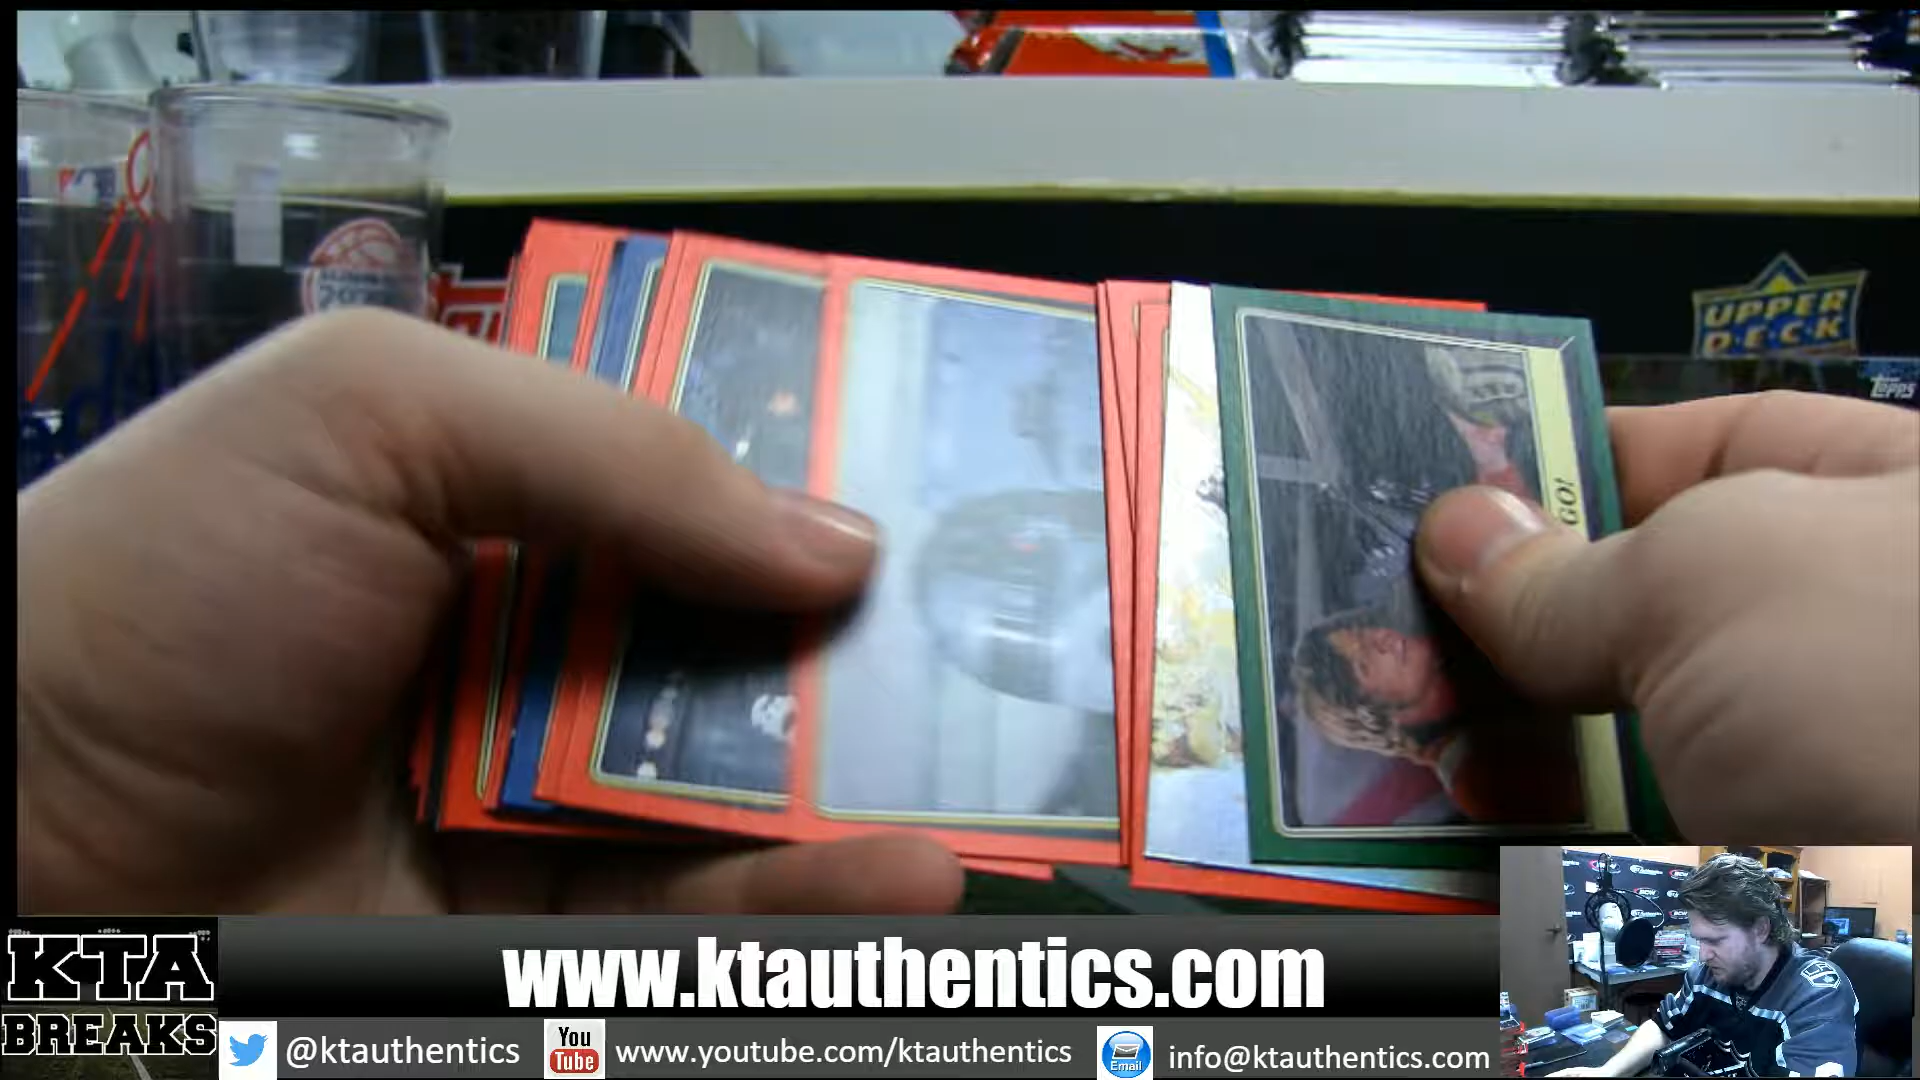 UPPER
D·E·C·K
Topps
GO!
KTA
BREAKS
www.ktauthentics.com
@ktauthentics
You
Tube
www.youtube.com/ktauthentics
Email
info@ktauthentics.com